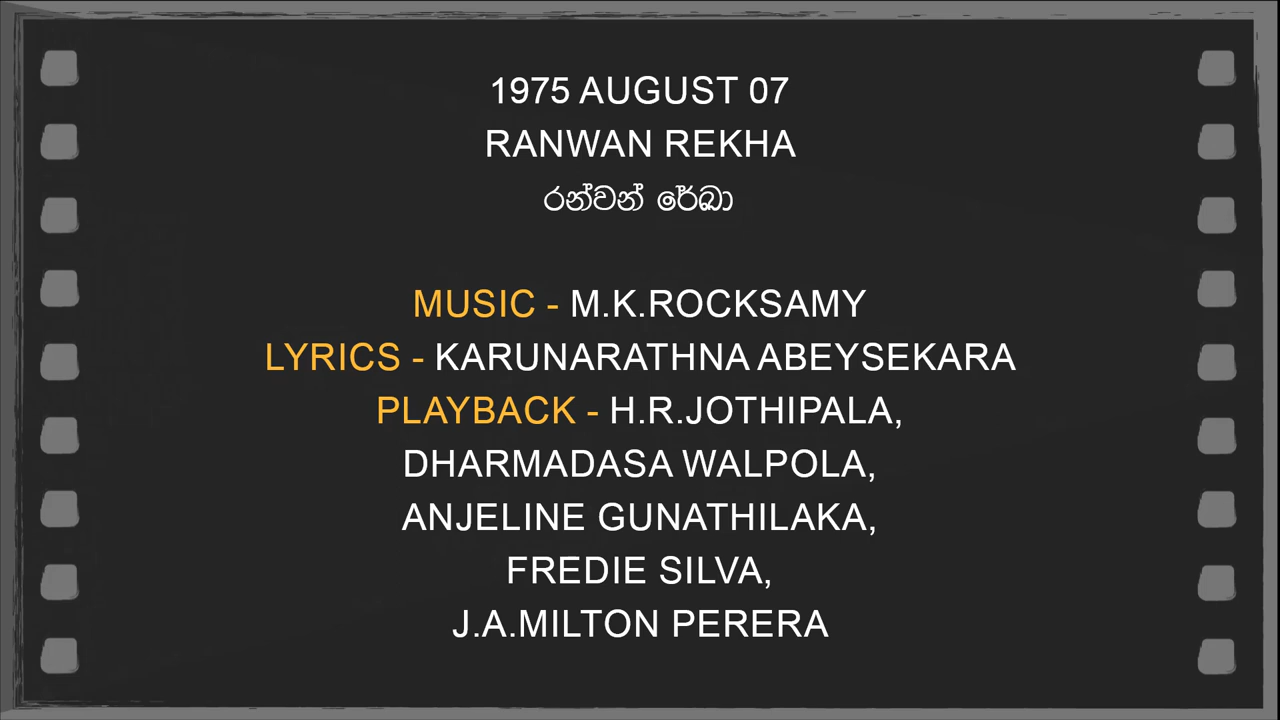 1975 AUGUST 07
RANWAN REKHA
රන්වන් රේඛා
MUSIC - M.K.ROCKSAMY
LYRICS - KARUNARATHNA ABEYSEKARA
PLAYBACK - H.R.JOTHIPALA,
DHARMADASA WALPOLA,
ANJELINE GUNATHILAKA,
FREDIE SILVA,
J.A.MILTON PERERA